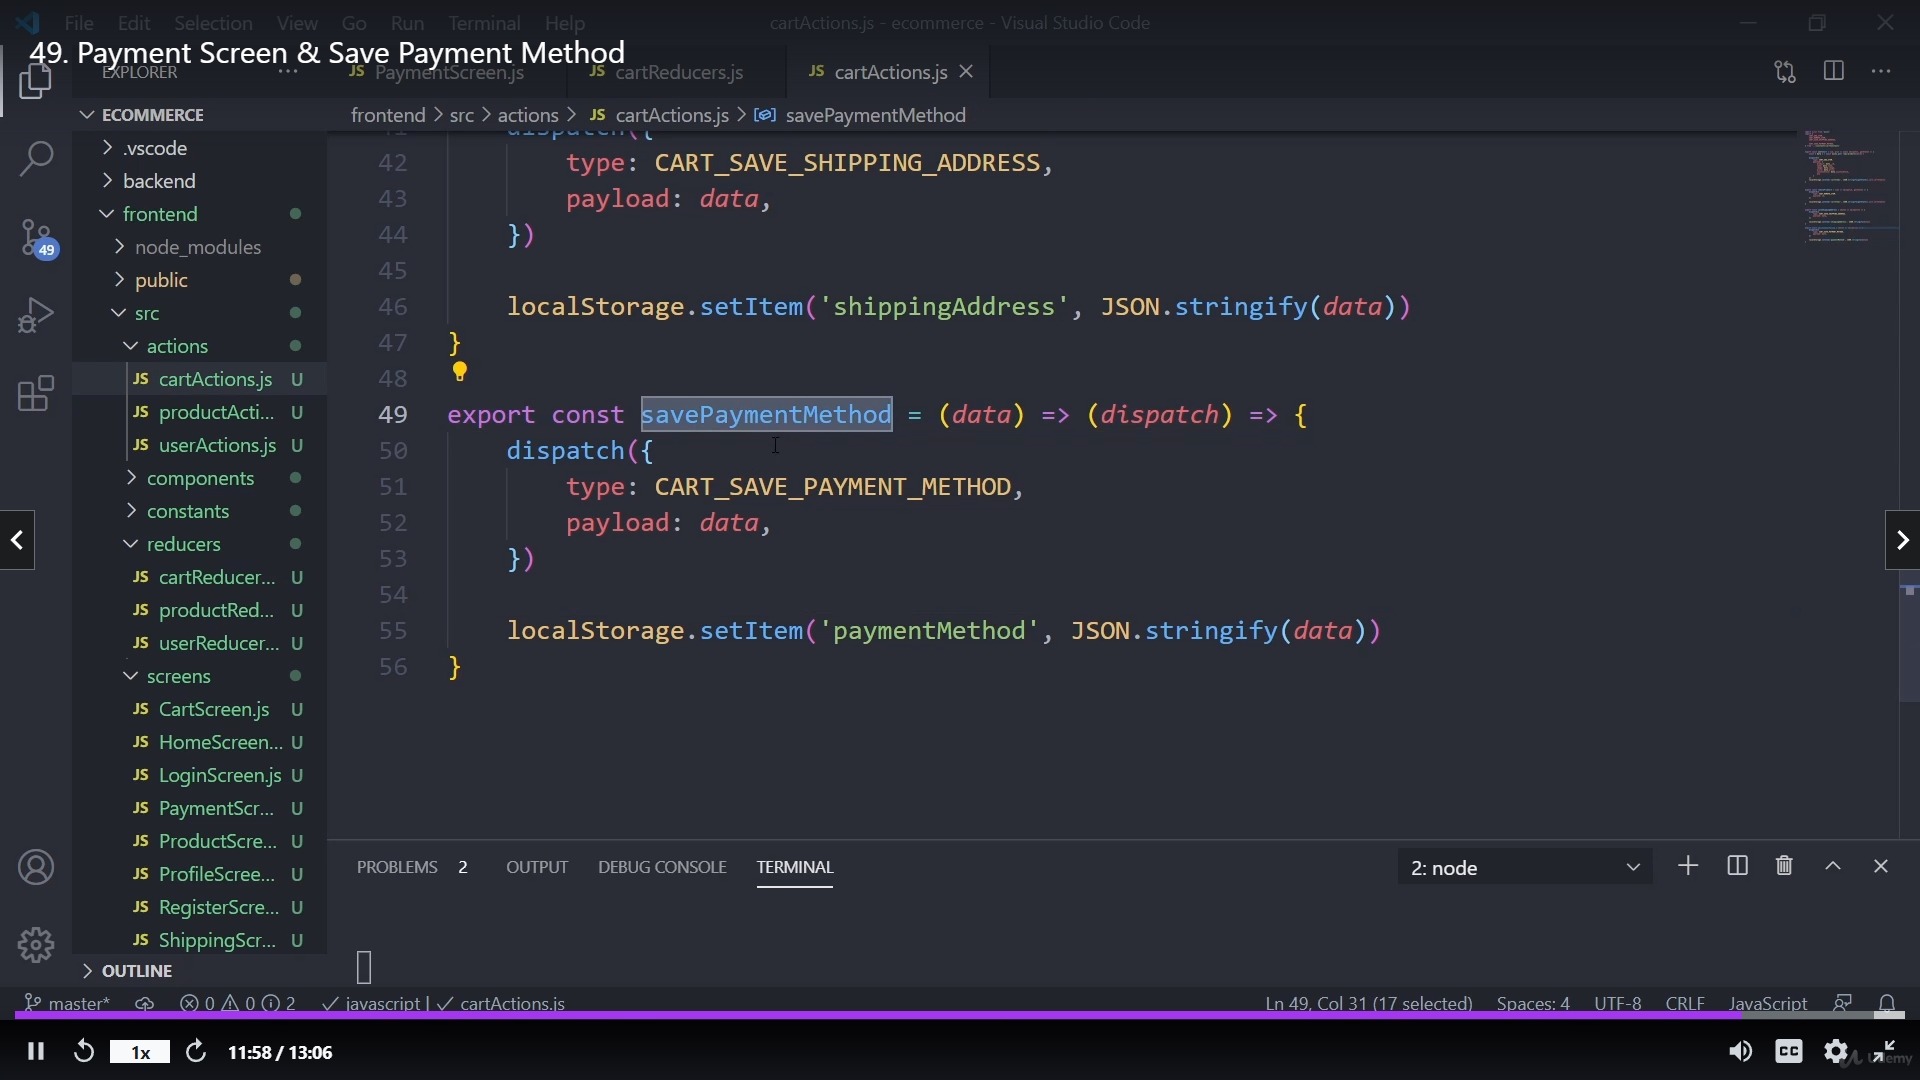 File Edit Selection View Go Run Terminal Help
cartActions.js - ecommerce - Visual Studio Code
49. Payment Screen & Save Payment Method
EXPLORER
JS PaymentScreen.js
JS cartReducers.js
JS cartActions.js
ECOMMERCE
frontend > src > actions > JS cartActions.js > savePaymentMethod
.vscode
backend
frontend
node_modules
public
src
actions
JS cartActions.js U
JS productActi... U
JS userActions.js U
components
constants
reducers
JS cartReducer... U
JS productRed... U
JS userReducer... U
screens
JS CartScreen.js U
JS HomeScreen... U
JS LoginScreen.js U
JS PaymentScr... U
JS ProductScre... U
JS ProfileScree... U
JS RegisterScre... U
JS ShippingScr... U
OUTLINE
49
41 dispatch({
42 type: CART_SAVE_SHIPPING_ADDRESS,
43 payload: data,
44 })
45
46 localStorage.setItem('shippingAddress', JSON.stringify(data))
47 }
48
49 export const savePaymentMethod = (data) => (dispatch) => {
50 dispatch({
51 type: CART_SAVE_PAYMENT_METHOD,
52 payload: data,
53 })
54
55 localStorage.setItem('paymentMethod', JSON.stringify(data))
56 }
PROBLEMS 2 OUTPUT DEBUG CONSOLE TERMINAL
2: node
master* 0 0 2 javascript | cartActions.js
Ln 49, Col 31 (17 selected) Spaces: 4 UTF-8 CRLF JavaScript
1x 11:58 / 13:06
CC
Udemy